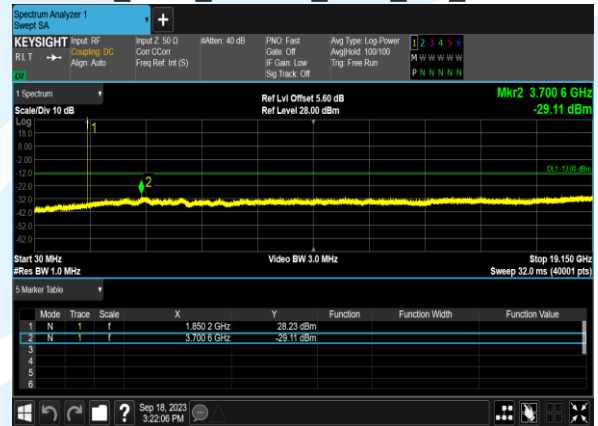 Spectrum Analyzer 1
Swept SA
KEYSIGHT Input: RF Input Z: 50 Ω #Atten: 40 dB PNO: Fast Avg Type: Log-Power 1 2 3 4 5 6
RLT Coupling: DC Corr CCorr Gate: Off Avg|Hold: 100/100 M W W W W W
Align: Auto Freq Ref: Int (S) IF Gain: Low Trig: Free Run
Sig Track: Off P N N N N N
LW
1 Spectrum Ref Lvl Offset 5.60 dB Mkr2 3.700 6 GHz
Scale/Div 10 dB Ref Level 28.00 dBm -29.11 dBm
Log
18.0 1
8.00
-2.00
-12.0 DL1 -13.00 dBm
-22.0 2
-32.0
-42.0
-52.0
-62.0
Start 30 MHz Video BW 3.0 MHz Stop 19.150 GHz
#Res BW 1.0 MHz Sweep 32.0 ms (40001 pts)
5 Marker Table
Mode Trace Scale X Y Function Function Width Function Value
1 N 1 f 1.850 2 GHz 28.23 dBm
2 N 1 f 3.700 6 GHz -29.11 dBm
3
4
5
6
? Sep 18, 2023
3:22:06 PM